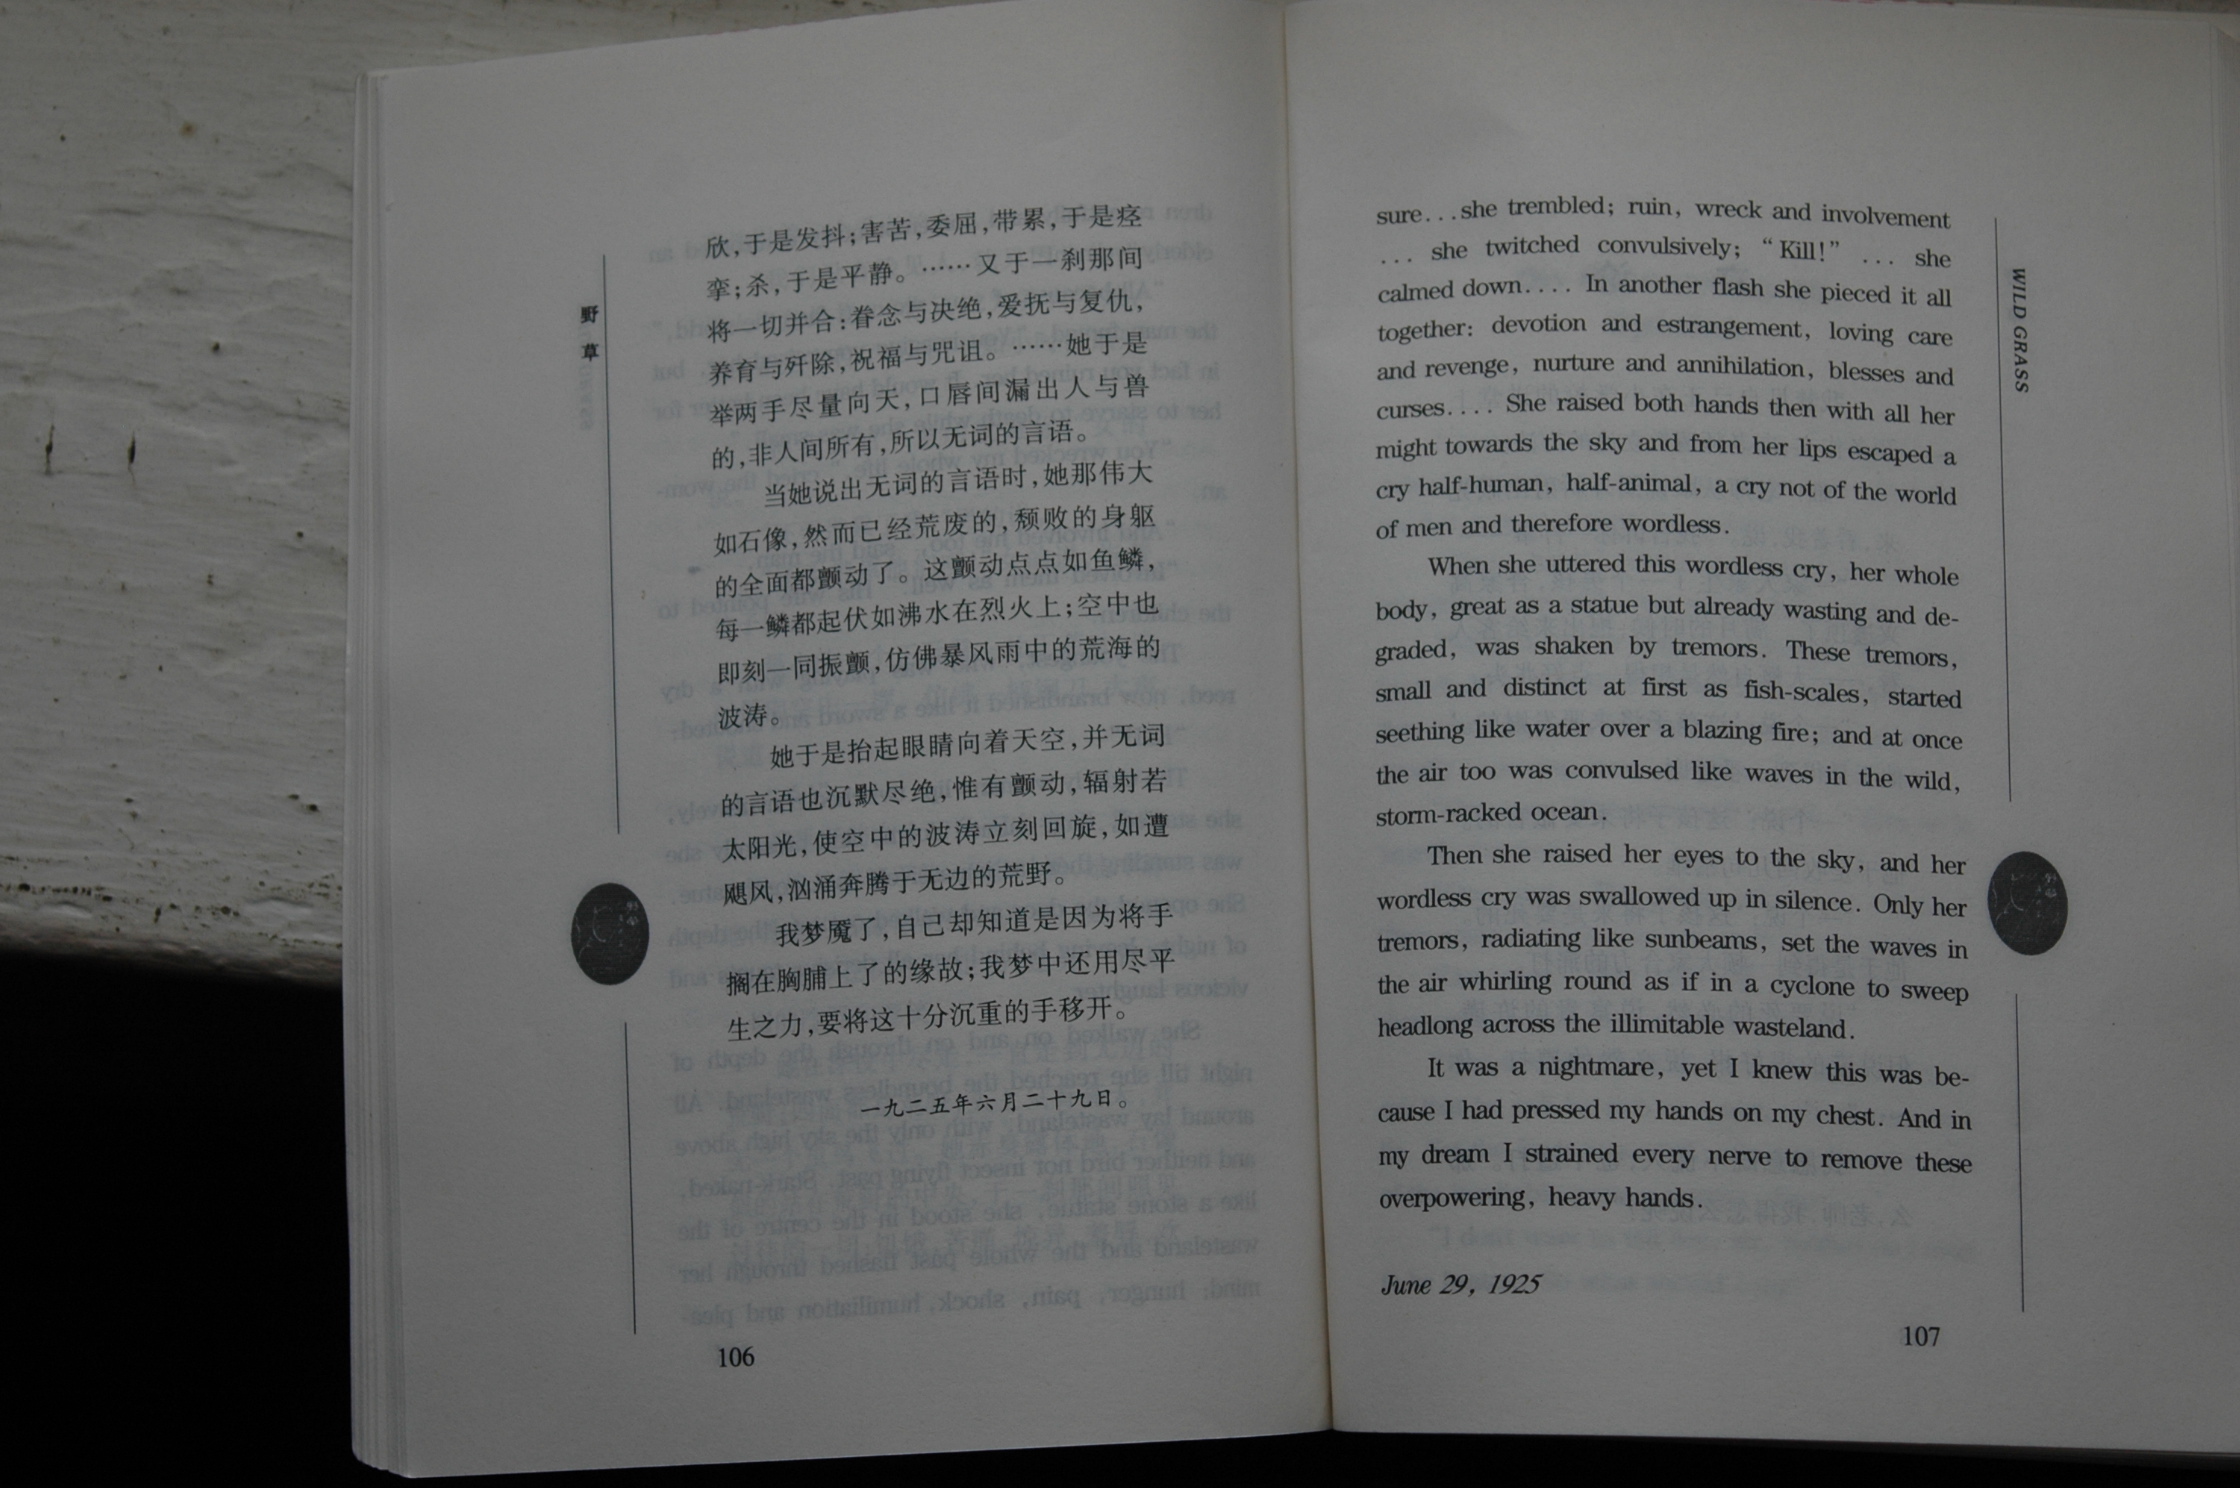 野草
欣,于是发抖;害苦,委屈,带累,于是痉
挛;杀,于是平静。……又于一刹那间
将一切并合:眷念与决绝,爱抚与复仇,
养育与歼除,祝福与咒诅。……她于是
举两手尽量向天,口唇间漏出人与兽
的,非人间所有,所以无词的言语。
当她说出无词的言语时,她那伟大
如石像,然而已经荒废的,颓败的身躯
的全面都颤动了。这颤动点点如鱼鳞,
每一鳞都起伏如沸水在烈火上;空中也
即刻一同振颤,仿佛暴风雨中的荒海的
波涛。
她于是抬起眼睛向着天空,并无词
的言语也沉默尽绝,惟有颤动,辐射若
太阳光,使空中的波涛立刻回旋,如遭
飓风,汹涌奔腾于无边的荒野。
我梦魇了,自己却知道是因为将手
搁在胸脯上了的缘故;我梦中还用尽平
生之力,要将这十分沉重的手移开。
一九二五年六月二十九日。
106
sure...she trembled; ruin, wreck and involvement
... she twitched convulsively; “Kill!” ... she
calmed down.... In another flash she pieced it all
together: devotion and estrangement, loving care
and revenge, nurture and annihilation, blesses and
curses.... She raised both hands then with all her
might towards the sky and from her lips escaped a
cry half-human, half-animal, a cry not of the world
of men and therefore wordless.
When she uttered this wordless cry, her whole
body, great as a statue but already wasting and de-
graded, was shaken by tremors. These tremors,
small and distinct at first as fish-scales, started
seething like water over a blazing fire; and at once
the air too was convulsed like waves in the wild,
storm-racked ocean.
Then she raised her eyes to the sky, and her
wordless cry was swallowed up in silence. Only her
tremors, radiating like sunbeams, set the waves in
the air whirling round as if in a cyclone to sweep
headlong across the illimitable wasteland.
It was a nightmare, yet I knew this was be-
cause I had pressed my hands on my chest. And in
my dream I strained every nerve to remove these
overpowering, heavy hands.
June 29, 1925
107
WILD GRASS